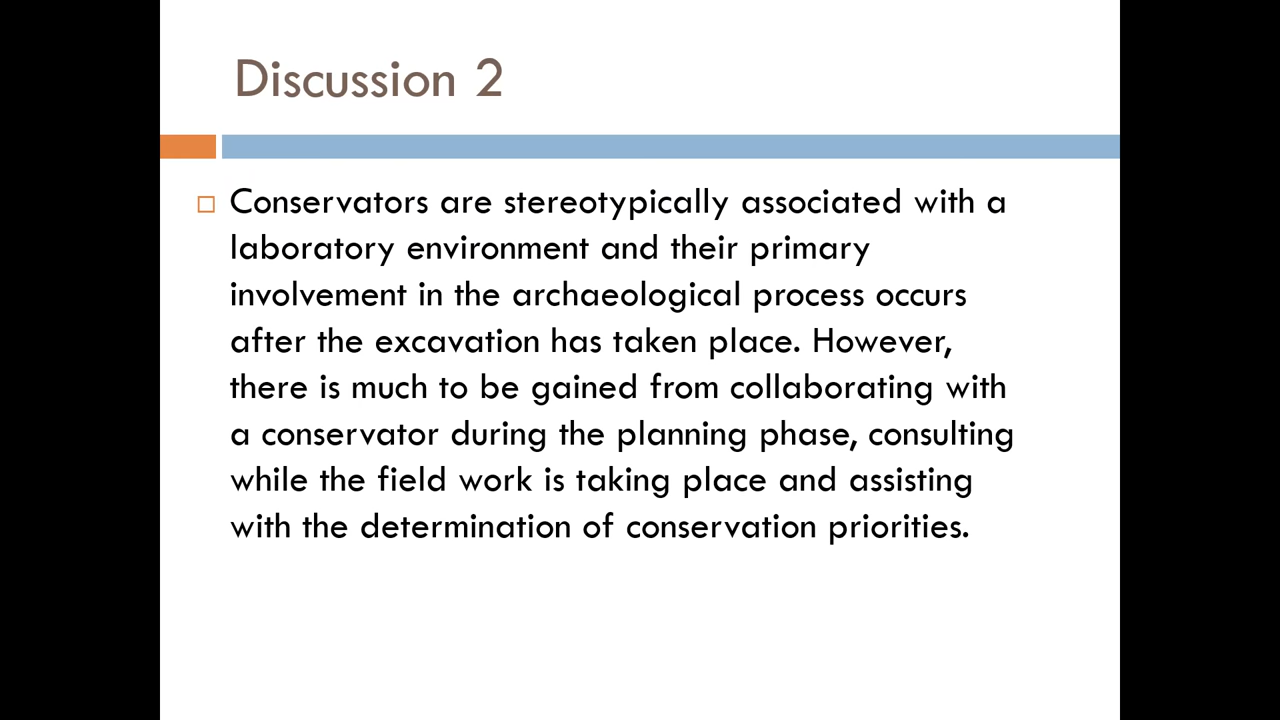 Discussion 2
Conservators are stereotypically associated with a
laboratory environment and their primary
involvement in the archaeological process occurs
after the excavation has taken place. However,
there is much to be gained from collaborating with
a conservator during the planning phase, consulting
while the field work is taking place and assisting
with the determination of conservation priorities.